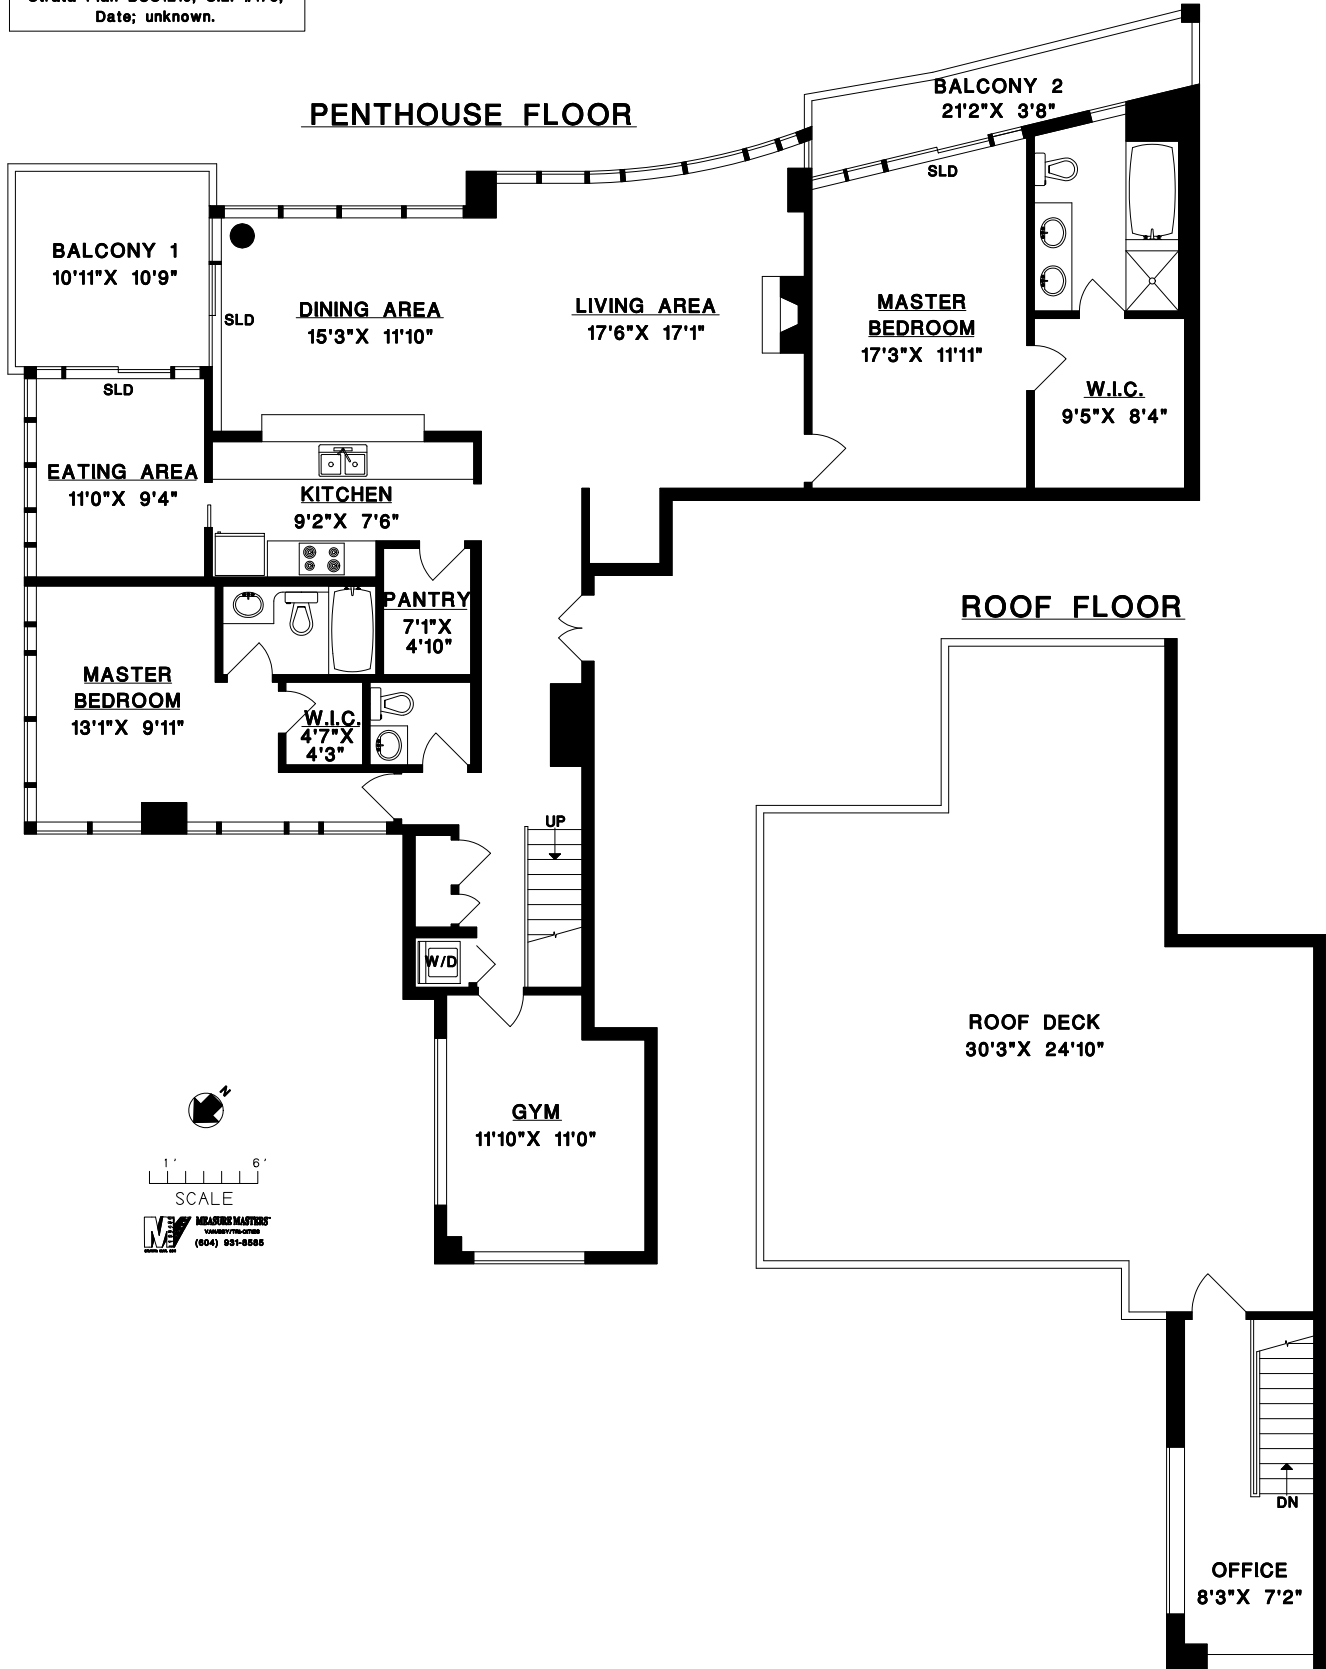 Date; unknown.
PENTHOUSE FLOOR
BALCONY 2
21'2"X 3'8"
SLD
BALCONY 1
10'11"X 10'9"
SLD
SLD
DINING AREA
15'3"X 11'10"
LIVING AREA
17'6"X 17'1"
MASTER
BEDROOM
17'3"X 11'11"
W.I.C.
9'5"X 8'4"
EATING AREA
11'0"X 9'4"
KITCHEN
9'2"X 7'6"
PANTRY
7'1"X
4'10"
MASTER
BEDROOM
13'1"X 9'11"
W.I.C.
4'7"X
4'3"
UP
W/D
GYM
11'10"X 11'0"
N
1' 6'
SCALE
MEASURE MASTERS
(604) 931-8585
ROOF FLOOR
ROOF DECK
30'3"X 24'10"
DN
OFFICE
8'3"X 7'2"